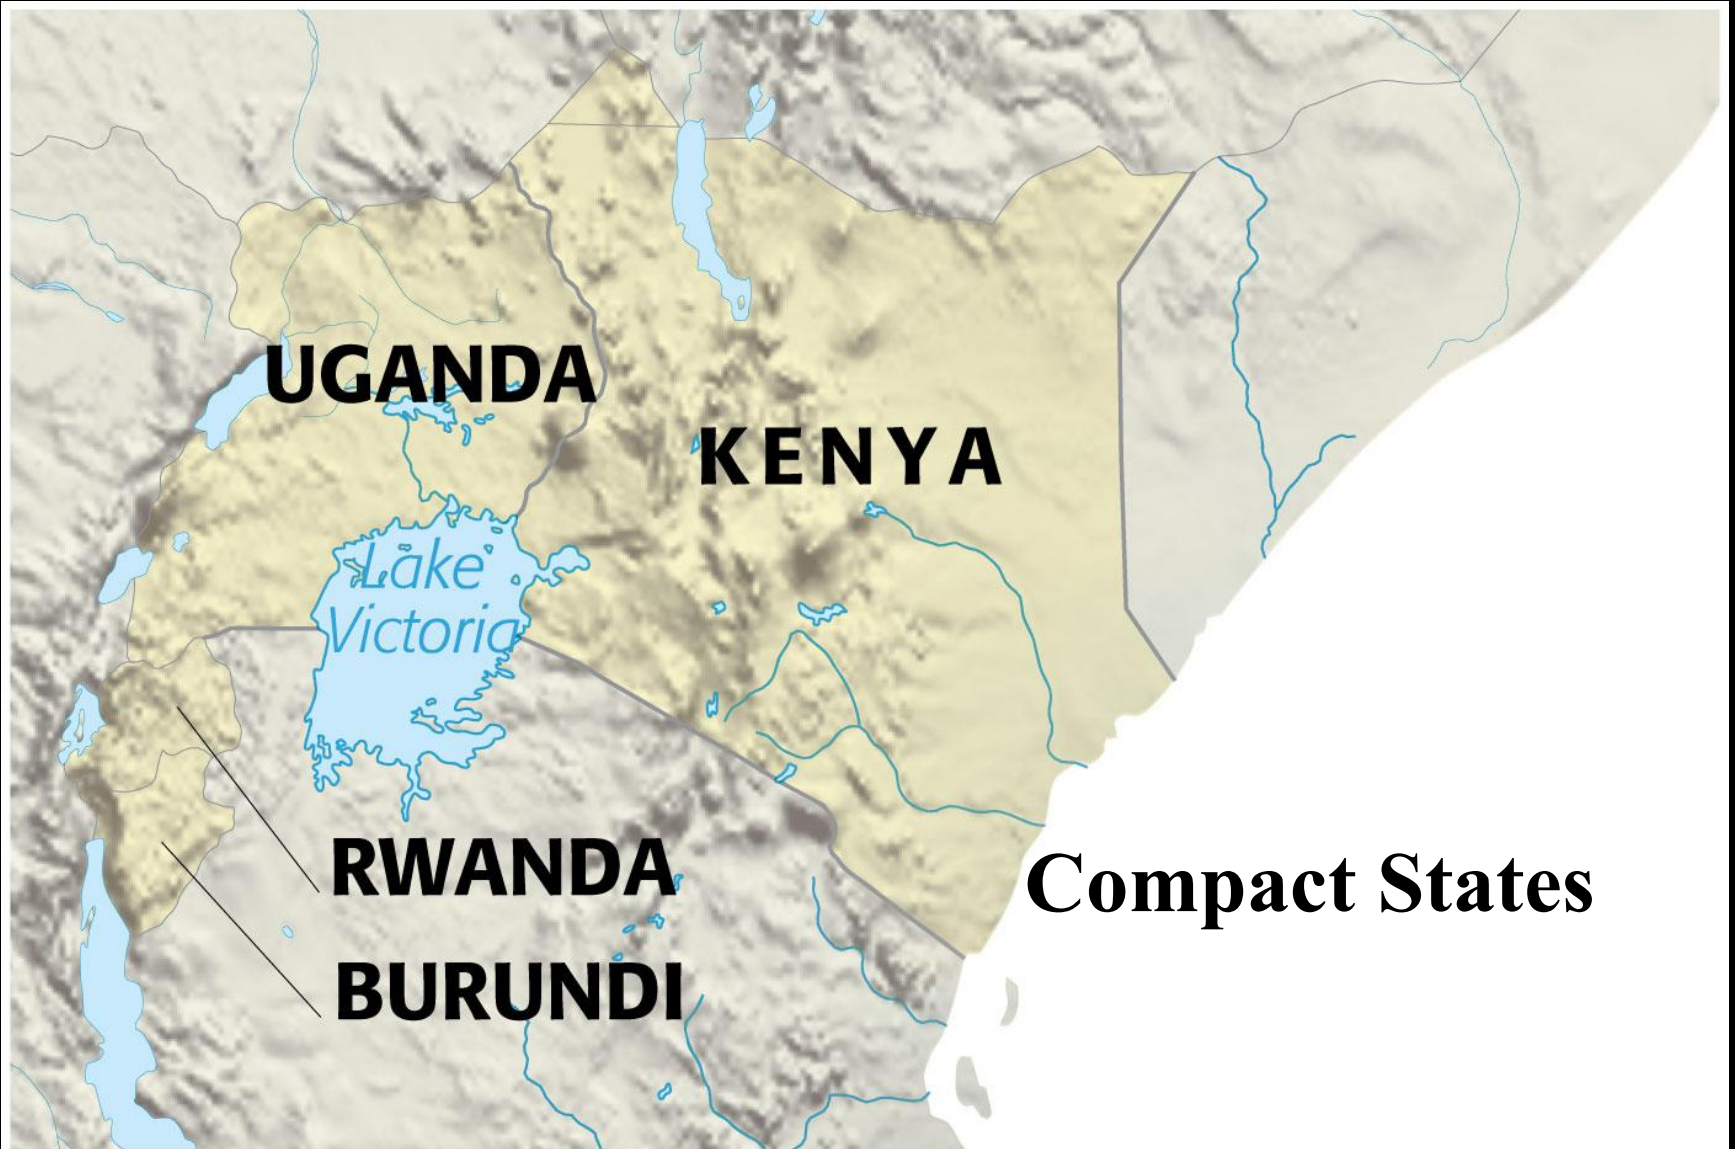 UGANDA
KENYA
Lake
Victoria
RWANDA
Compact States
BURUNDI